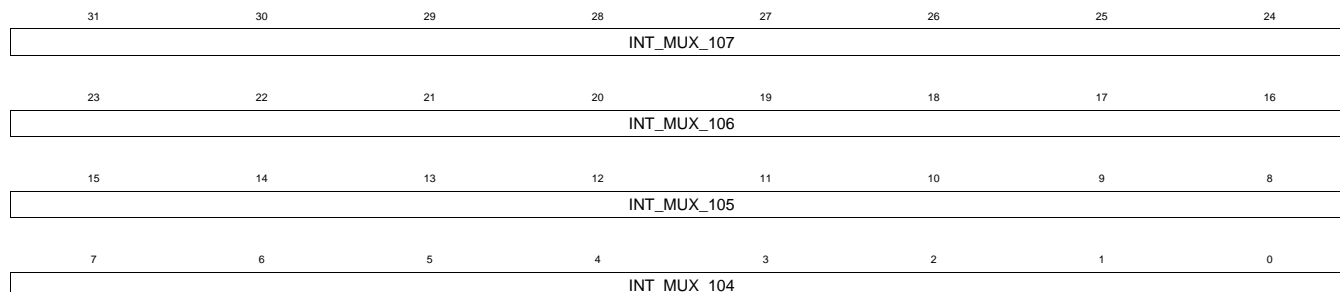 31 30 29 28 27 26 25 24
INT_MUX_107
23 22 21 20 19 18 17 16
INT_MUX_106
15 14 13 12 11 10 9 8
INT_MUX_105
7 6 5 4 3 2 1 0
INT_MUX_104